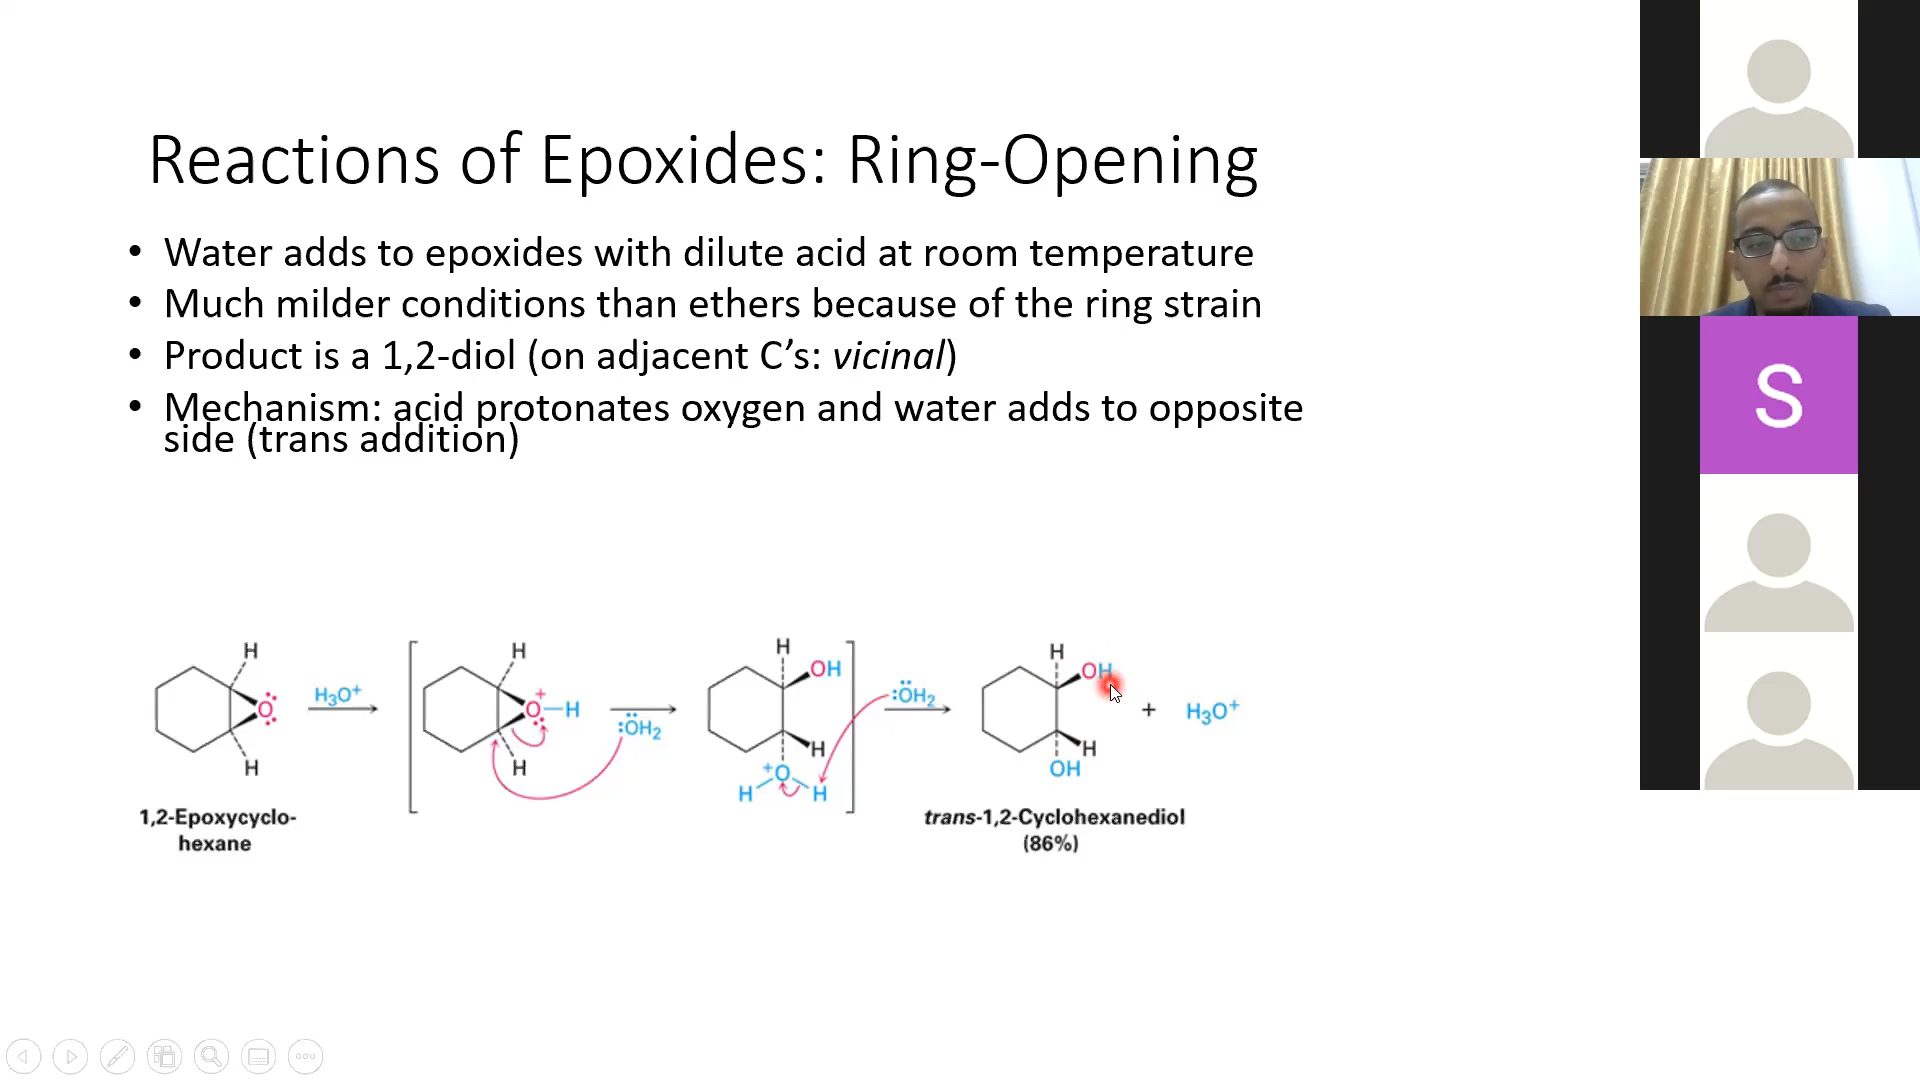 Reactions of Epoxides: Ring-Opening
• Water adds to epoxides with dilute acid at room temperature
• Much milder conditions than ethers because of the ring strain
• Product is a 1,2-diol (on adjacent C’s: vicinal)
• Mechanism: acid protonates oxygen and water adds to opposite
side (trans addition)
S
H
O
H
H₃O⁺
H
+
O—H
H
:ÖH₂
H
OH
H
+O
H
H
:ÖH₂
H
OH
H
OH
+
H₃O⁺
1,2-Epoxycyclo-
hexane
trans-1,2-Cyclohexanediol
(86%)